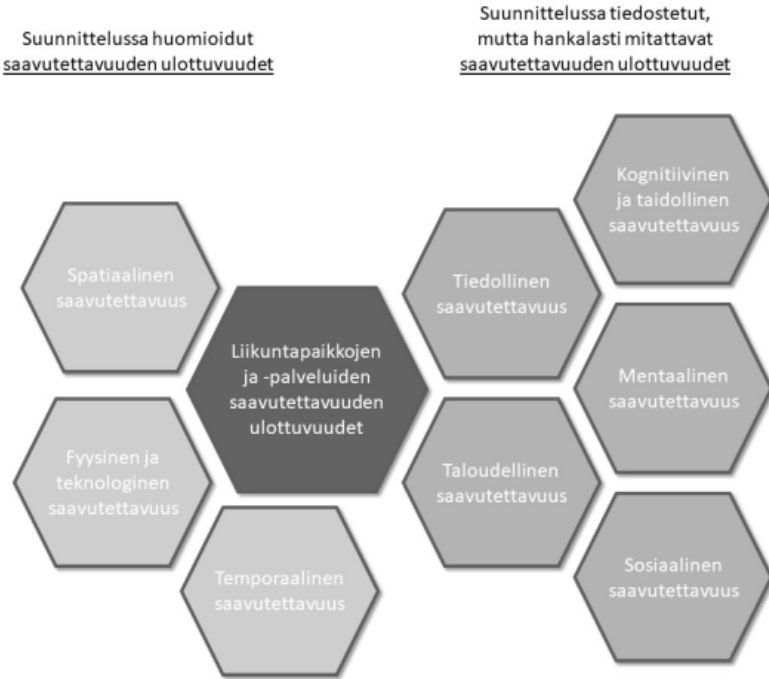 Suunnittelussa huomioidut
saavutettavuuden ulottuvuudet
Suunnittelussa tiedostetut,
mutta hankalasti mitattavat
saavutettavuuden ulottuvuudet
Spatiaalinen
saavutettavuus
Fyysinen ja
teknologinen
saavutettavuus
Temporaalinen
saavutettavuus
Liikuntapaikkojen
ja -palveluiden
saavutettavuuden
ulottuvuudet
Tiedollinen
saavutettavuus
Taloudellinen
saavutettavuus
Kognitiivinen
ja taidollinen
saavutettavuus
Mentaalinen
saavutettavuus
Sosiaalinen
saavutettavuus